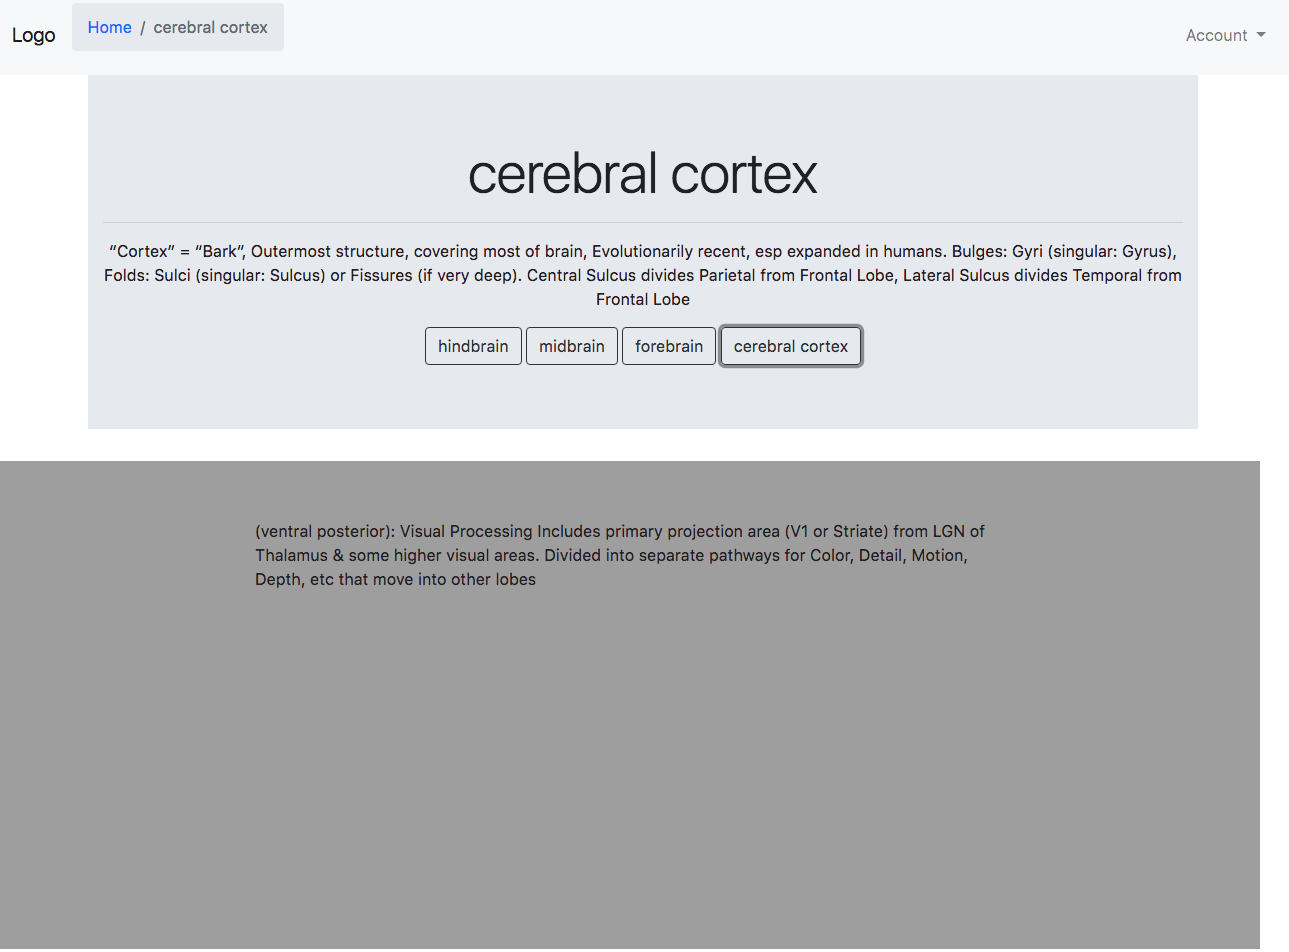 Logo
Home / cerebral cortex
Account
cerebral cortex
“Cortex” = “Bark”, Outermost structure, covering most of brain, Evolutionarily recent, esp expanded in humans. Bulges: Gyri (singular: Gyrus),
Folds: Sulci (singular: Sulcus) or Fissures (if very deep). Central Sulcus divides Parietal from Frontal Lobe, Lateral Sulcus divides Temporal from
Frontal Lobe
hindbrain midbrain forebrain cerebral cortex
(ventral posterior): Visual Processing Includes primary projection area (V1 or Striate) from LGN of
Thalamus & some higher visual areas. Divided into separate pathways for Color, Detail, Motion,
Depth, etc that move into other lobes